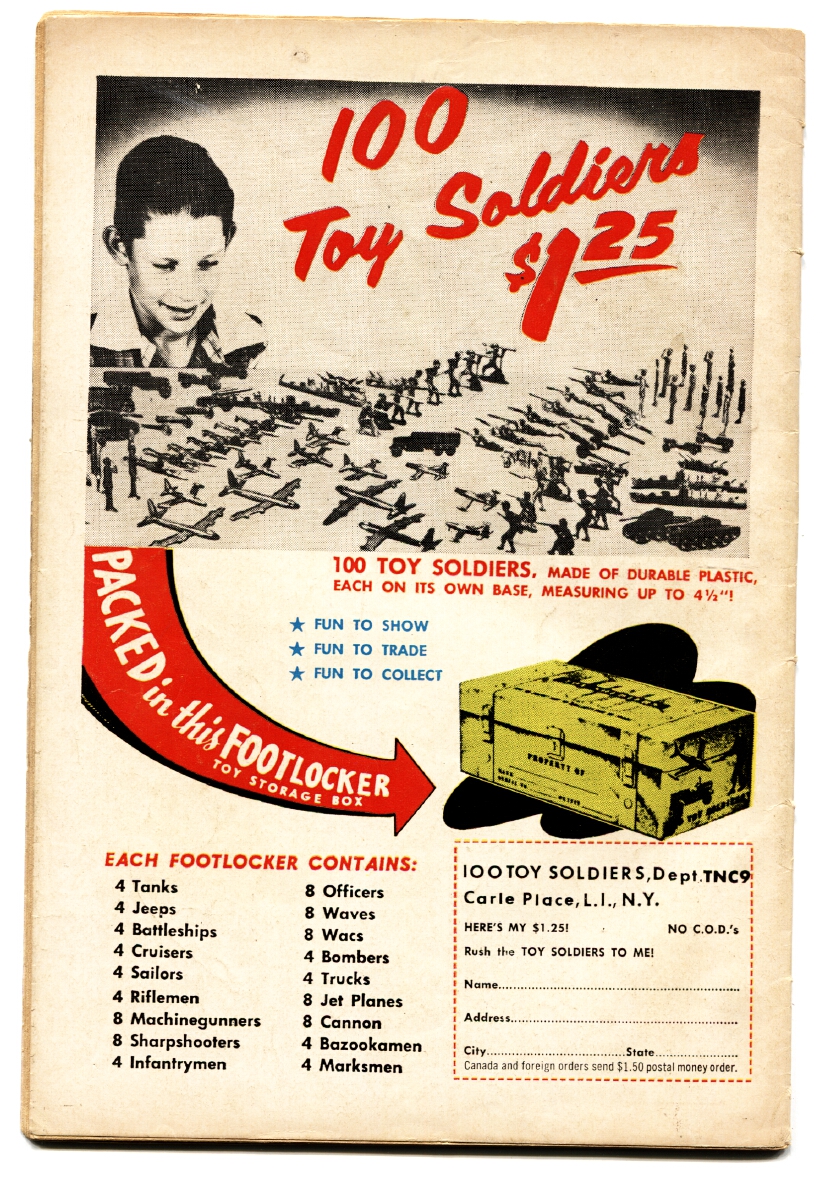 100
Toy Soldiers
$1.25
100 TOY SOLDIERS, MADE OF DURABLE PLASTIC,
EACH ON ITS OWN BASE, MEASURING UP TO 4½"!
★ FUN TO SHOW
★ FUN TO TRADE
★ FUN TO COLLECT
PACKED in this FOOTLOCKER
TOY STORAGE BOX
PROPERTY OF
EACH FOOTLOCKER CONTAINS:
4 Tanks
4 Jeeps
4 Battleships
4 Cruisers
4 Sailors
4 Riflemen
8 Machinegunners
8 Sharpshooters
4 Infantrymen
8 Officers
8 Waves
8 Wacs
4 Bombers
4 Trucks
8 Jet Planes
8 Cannon
4 Bazookamen
4 Marksmen
100 TOY SOLDIERS, Dept. TNC9
Carle Place, L.I., N.Y.
HERE'S MY $1.25! NO C.O.D.'s
Rush the TOY SOLDIERS TO ME!
Name
Address
City State
Canada and foreign orders send $1.50 postal money order.